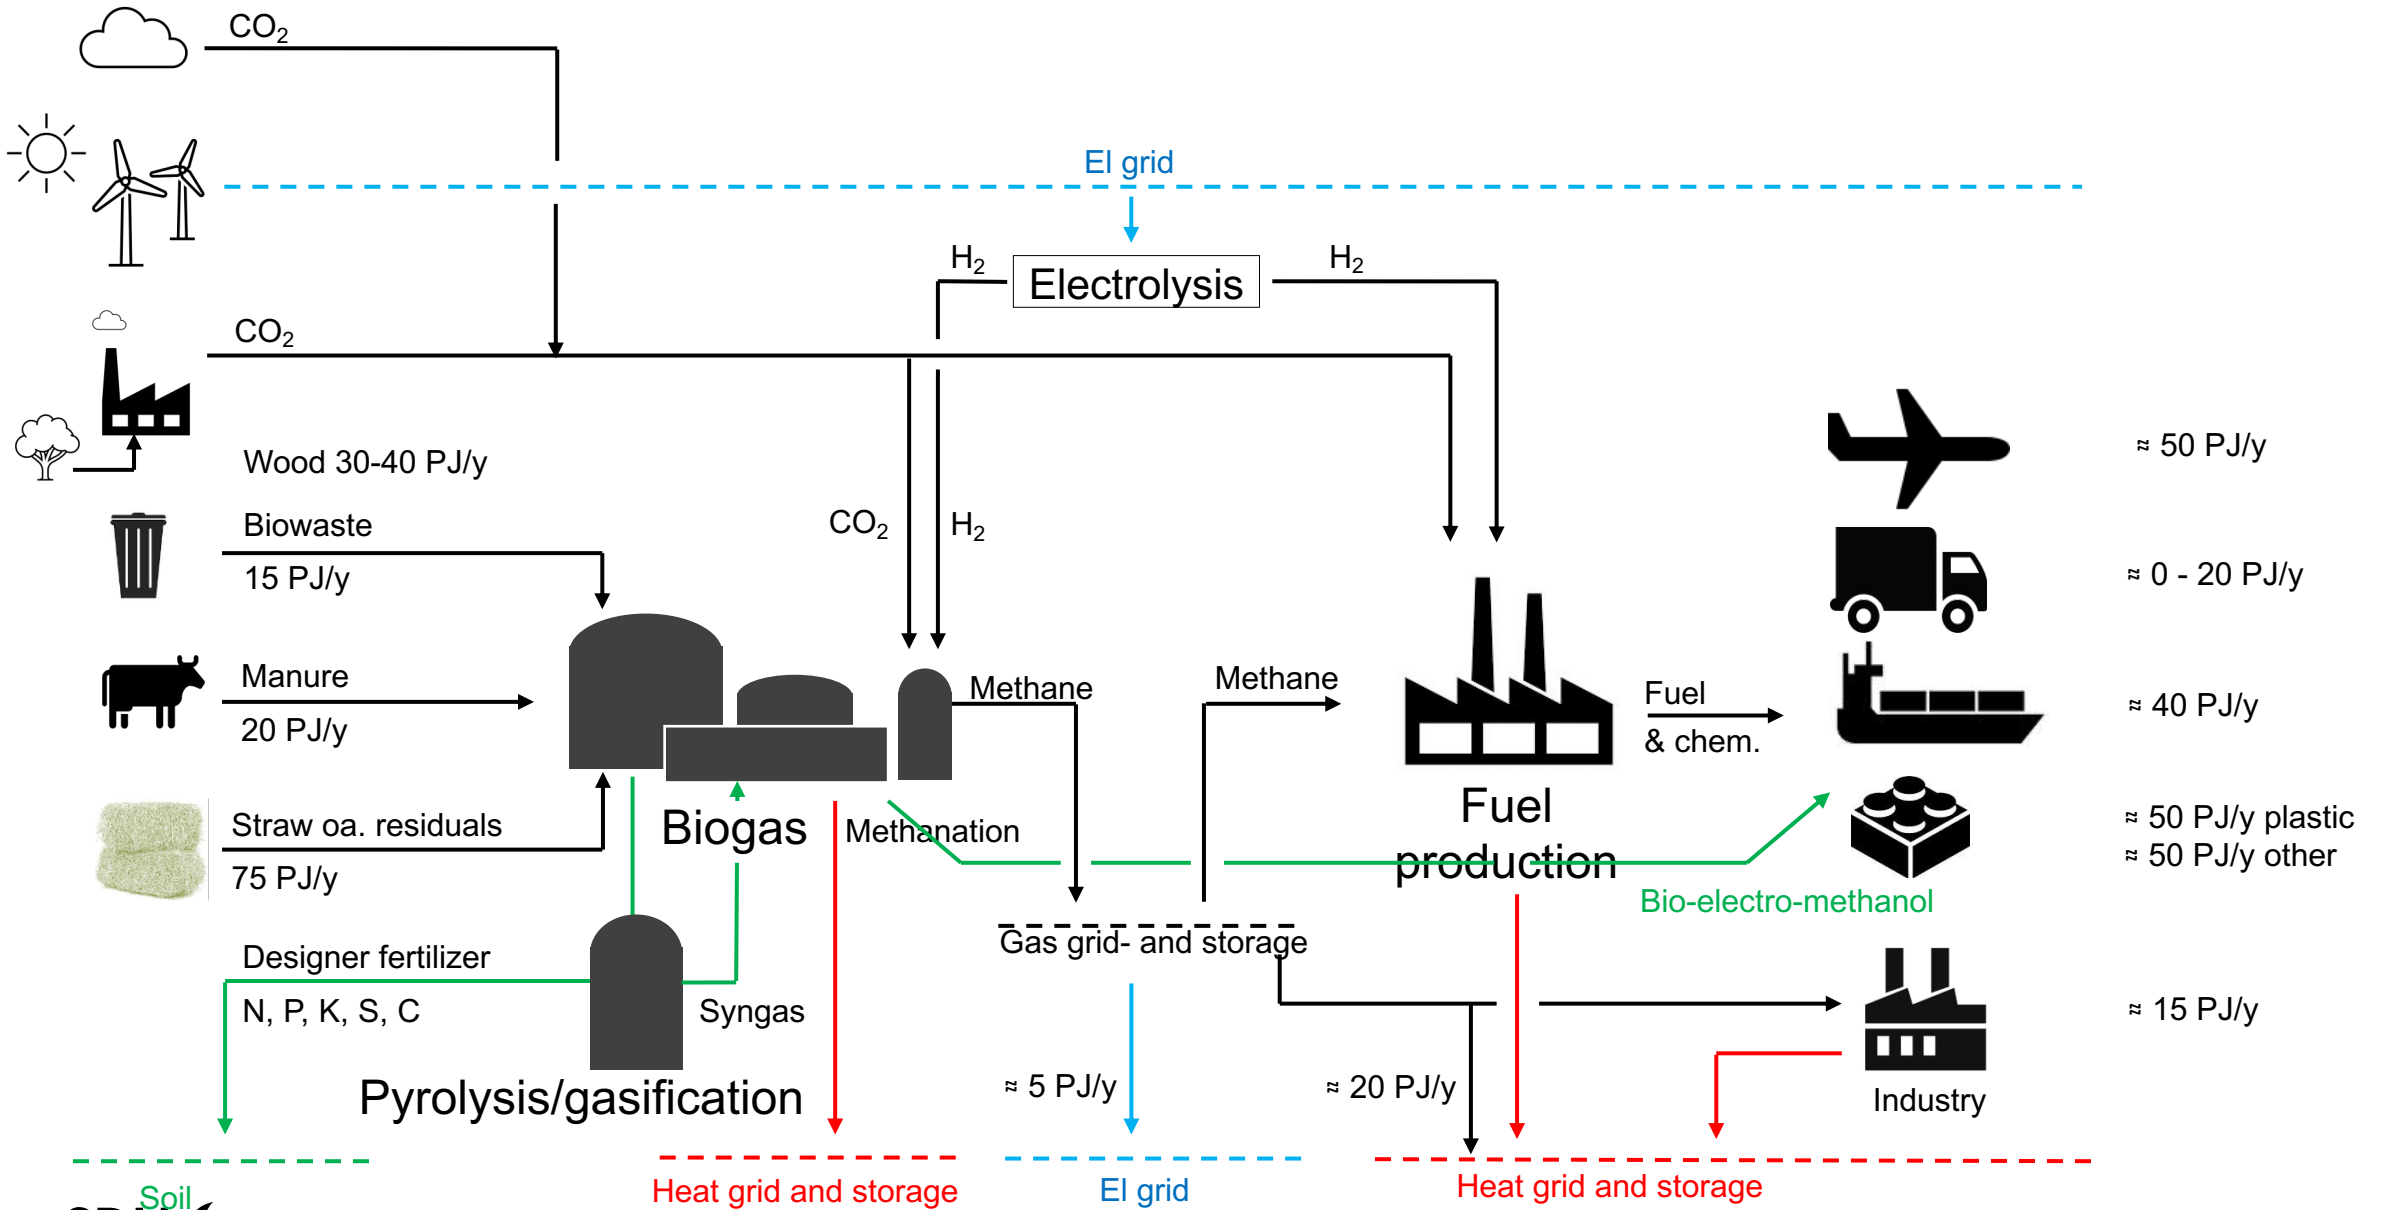 CO₂
El grid
H₂
Electrolysis
H₂
CO₂
Wood 30-40 PJ/y
≈ 50 PJ/y
Biowaste
15 PJ/y
CO₂
H₂
≈ 0 - 20 PJ/y
Manure
20 PJ/y
Methane
Methane
Fuel
& chem.
≈ 40 PJ/y
Straw oa. residuals
75 PJ/y
Biogas
Methanation
Fuel
production
≈ 50 PJ/y plastic
≈ 50 PJ/y other
Bio-electro-methanol
Designer fertilizer
N, P, K, S, C
Syngas
Gas grid- and storage
≈ 15 PJ/y
Pyrolysis/gasification
≈ 5 PJ/y
≈ 20 PJ/y
Industry
Soil
Heat grid and storage
El grid
Heat grid and storage